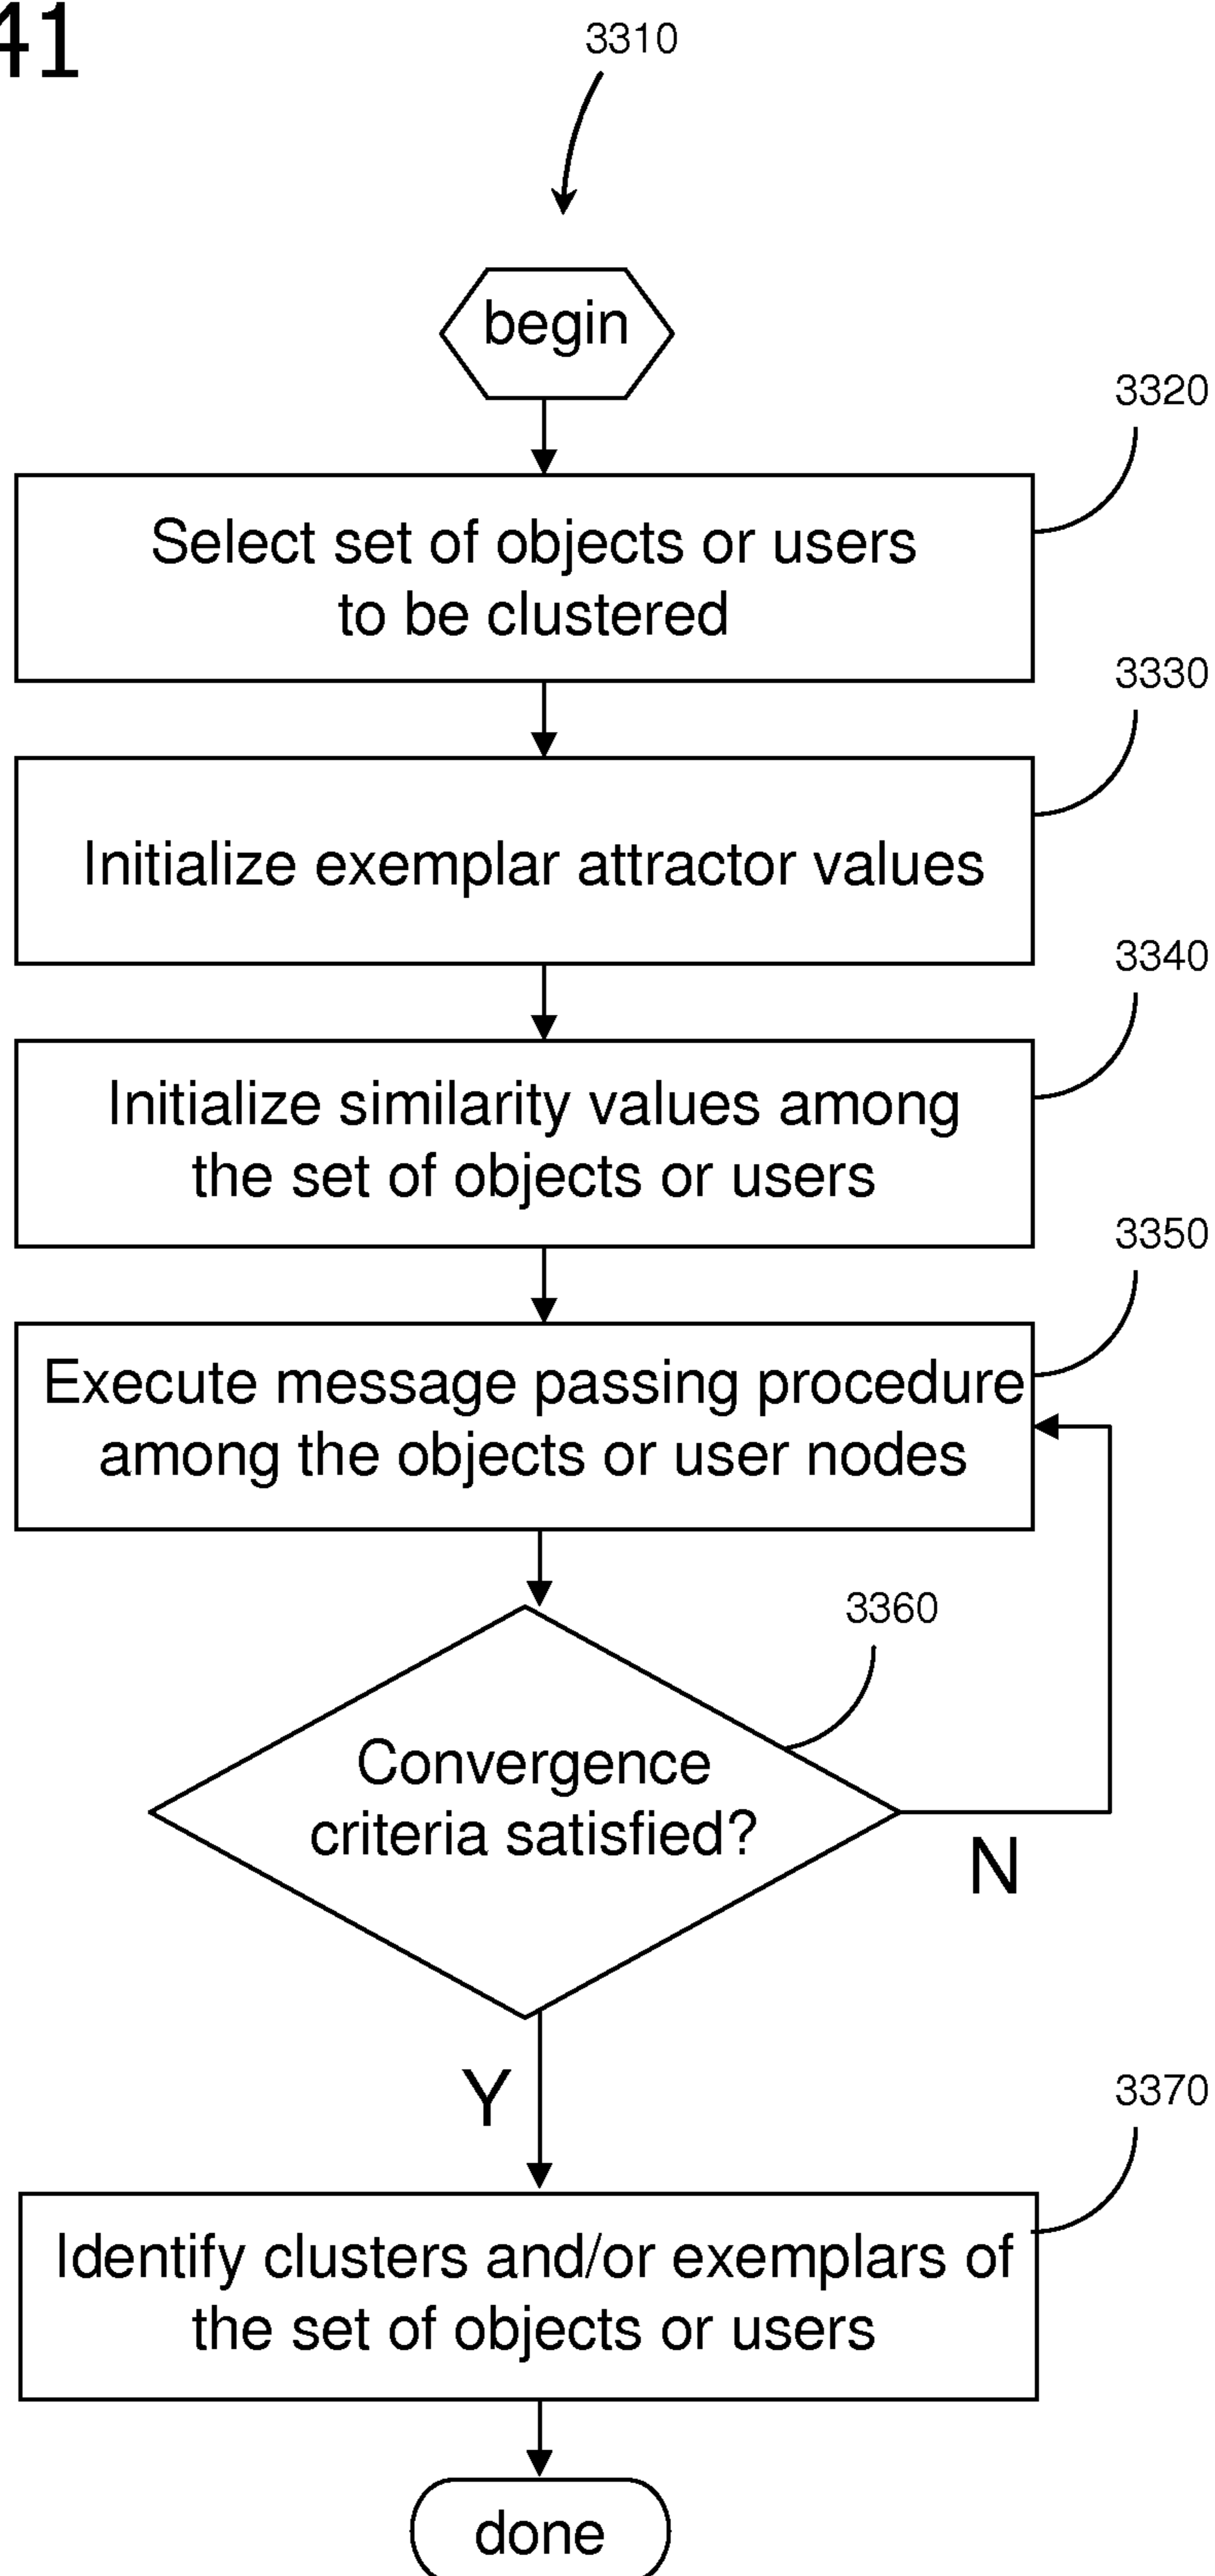 41
3310
begin
3320
Select set of objects or users
to be clustered
3330
Initialize exemplar attractor values
3340
Initialize similarity values among
the set of objects or users
3350
Execute message passing procedure
among the objects or user nodes
3360
Convergence
criteria satisfied?
N
Y
3370
Identify clusters and/or exemplars of
the set of objects or users
done